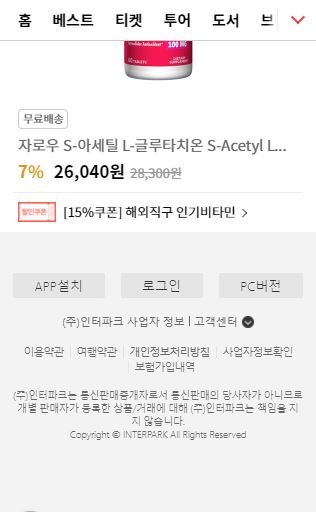 홈 베스트 티켓 투어 도서 브
100 MG
60 TABLETS
무료배송
자로우 S-아세틸 L-글루타치온 S-Acetyl L...
7% 26,040원 28,300원
할인쿠폰 [15%쿠폰] 해외직구 인기비타민 >
APP설치 로그인 PC버전
(주)인터파크 사업자 정보 | 고객센터
이용약관 여행약관 개인정보처리방침 사업자정보확인
보험가입내역
(주)인터파크는 통신판매중개자로서 통신판매의 당사자가 아니므로
개별 판매자가 등록한 상품/거래에 대해 (주)인터파크는 책임을 지
지 않습니다.
Copyright © INTERPARK All Rights Reserved